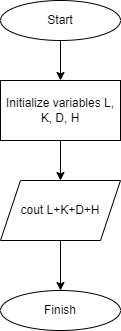 Start
Initialize variables L,
K, D, H
cout L+K+D+H
Finish